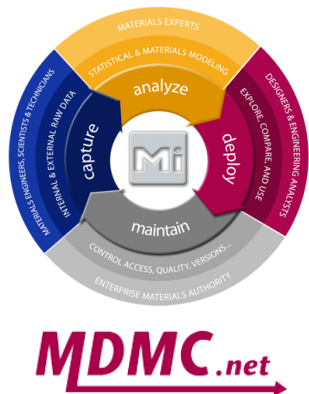 MATERIALS EXPERTS
STATISTICAL & MATERIALS MODELING
analyze
MATERIALS ENGINEERS, SCIENTISTS & TECHNICIANS
INTERNAL & EXTERNAL RAW DATA
capture
Mi
deploy
EXPLORE, COMPARE, AND USE
DESIGNERS & ENGINEERING ANALYSTS
maintain
CONTROL ACCESS, QUALITY, VERSIONS...
ENTERPRISE MATERIALS AUTHORITY
MDMC.net